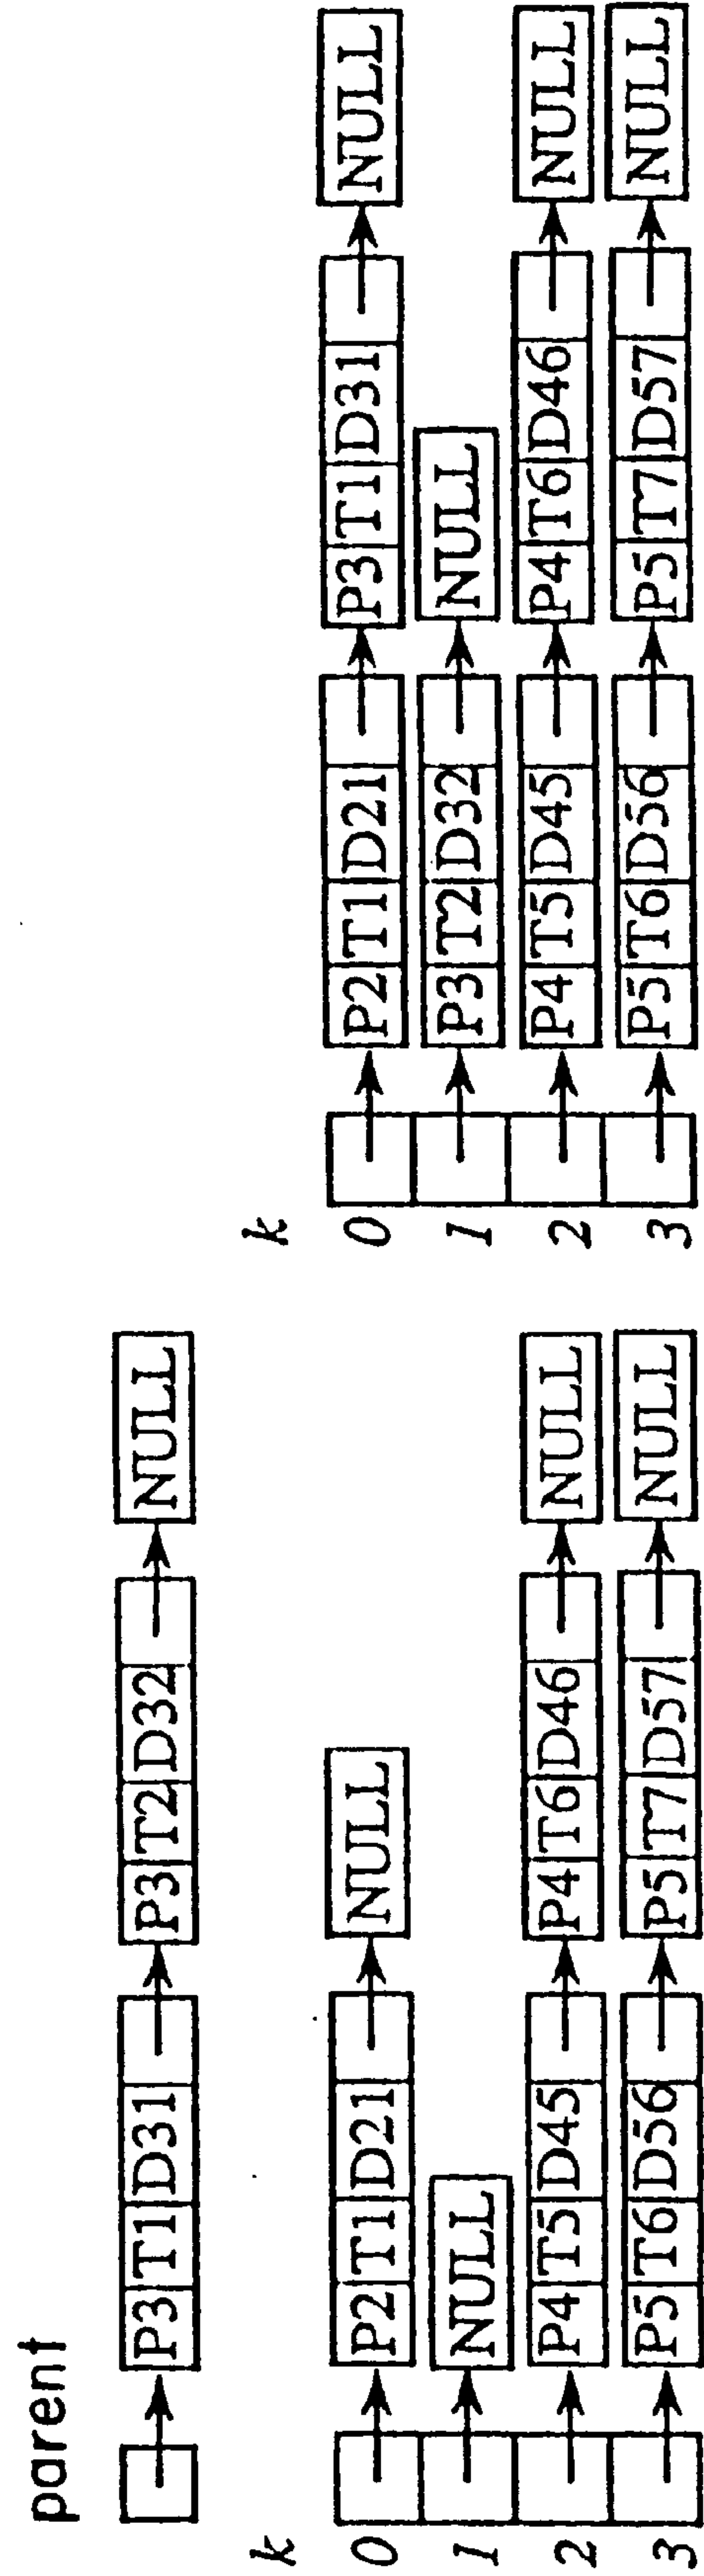 parent
P3 T1 D31 P3 T2 D32 NULL
k
0 P2 T1 D21 NULL
1 NULL
2 P4 T5 D45 P4 T6 D46 NULL
3 P5 T6 D56 P5 T7 D57 NULL
k
0 P2 T1 D21 P3 T1 D31 NULL
1 P3 T2 D32 NULL
2 P4 T5 D45 P4 T6 D46 NULL
3 P5 T6 D56 P5 T7 D57 NULL